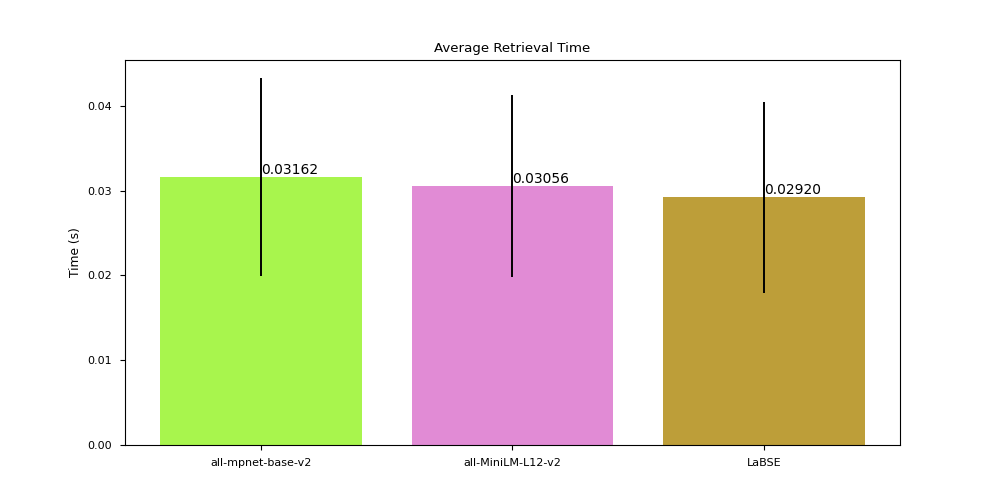 Average Retrieval Time
Time (s)
0.04
0.03
0.02
0.01
0.00
0.03162
0.03056
0.02920
all-mpnet-base-v2
all-MiniLM-L12-v2
LaBSE